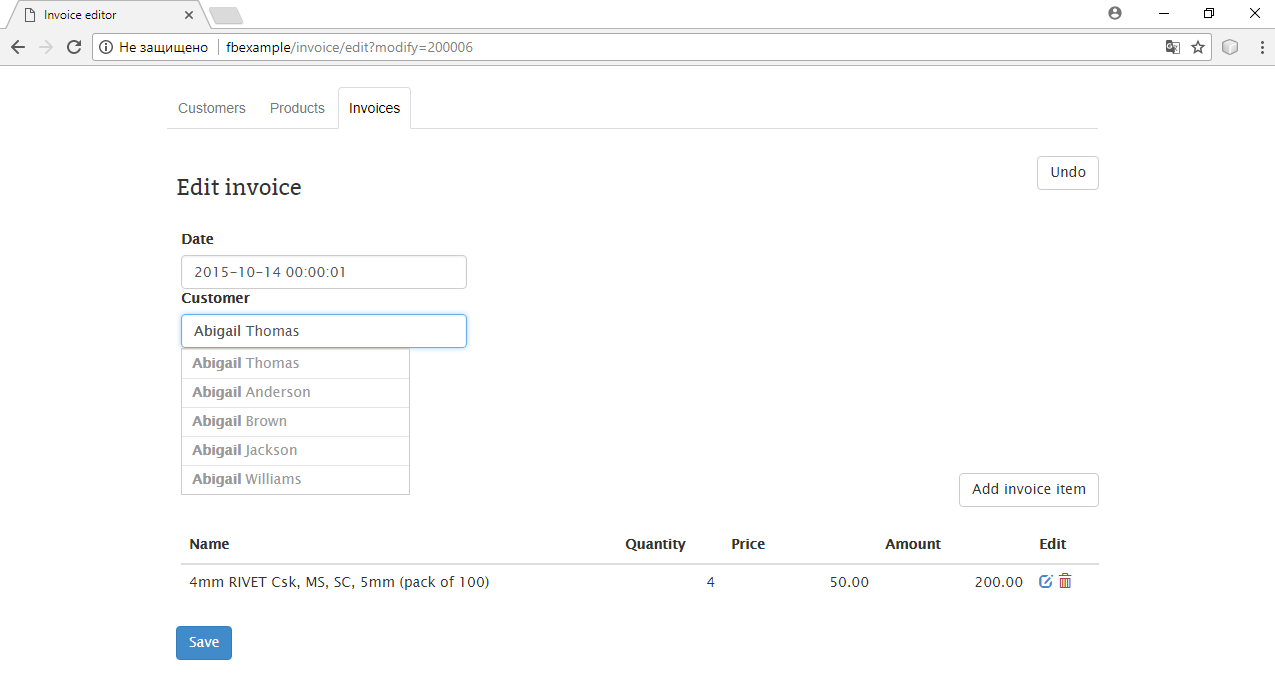 Invoice editor
Не защищено fbexample/invoice/edit?modify=200006
Customers Products Invoices
Undo
Edit invoice
Date
2015-10-14 00:00:01
Customer
Abigail Thomas
Abigail Thomas
Abigail Anderson
Abigail Brown
Abigail Jackson
Abigail Williams
Add invoice item
Name Quantity Price Amount Edit
4mm RIVET Csk, MS, SC, 5mm (pack of 100) 4 50.00 200.00
Save